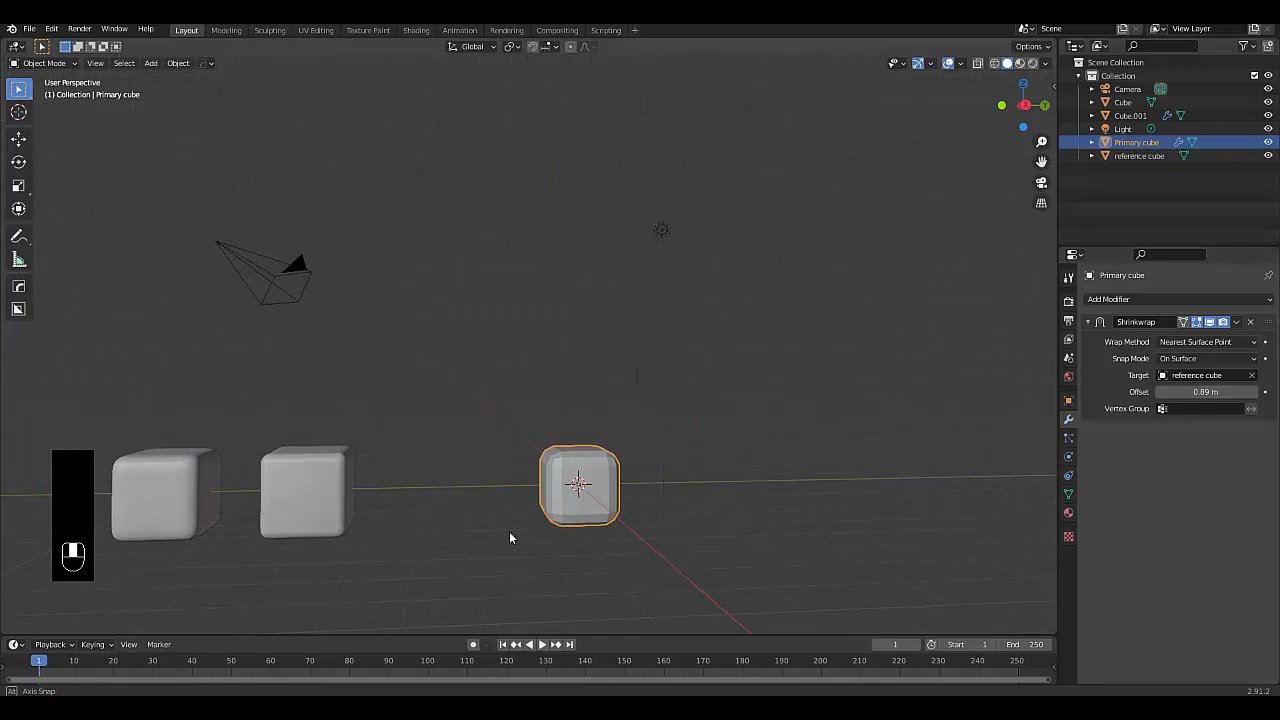 File Edit Render Window Help Layout Modeling Sculpting UV Editing Texture Paint Shading Animation Rendering Compositing Scripting + Scene View Layer
Global Options
Object Mode View Select Add Object
User Perspective
(1) Collection | Primary cube
X Y Z
Scene Collection
Collection
Camera
Cube
Cube.001
Light
Primary cube
reference cube
Primary cube
Add Modifier
Shrinkwrap
Wrap Method Nearest Surface Point
Snap Mode On Surface
Target reference cube
Offset 0.89 m
Vertex Group
Playback Keying View Marker 1 Start 1 End 250
1 10 20 30 40 50 60 70 80 90 100 110 120 130 140 150 160 170 180 190 200 210 220 230 240 250
Alt Axis Snap 2.91.2